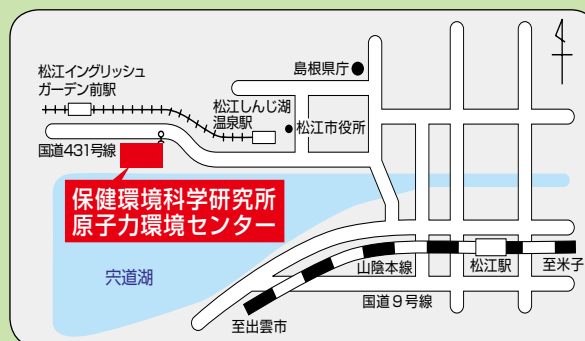 松江イングリッシュ
ガーデン前駅
島根県庁
松江しんじ湖
温泉駅
松江市役所
国道431号線
保健環境科学研究所
原子力環境センター
宍道湖
山陰本線
松江駅
至米子
国道9号線
至出雲市